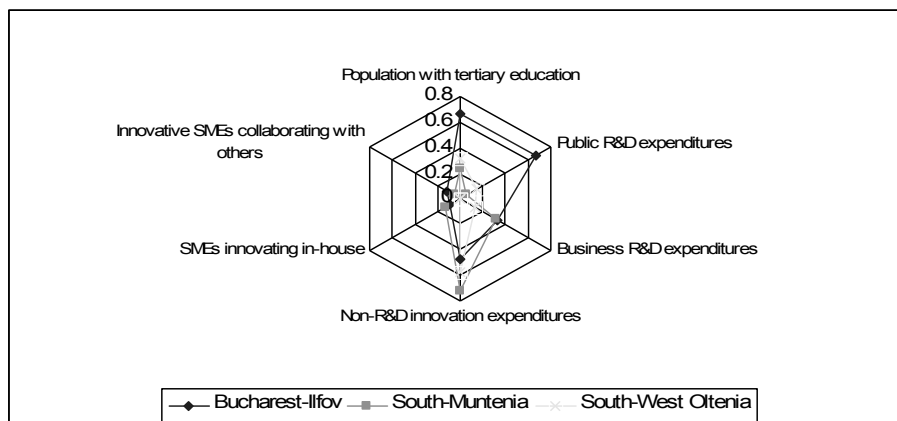 Population with tertiary education
0.8
0.6
0.4
0.2
0
Public R&D expenditures
Business R&D expenditures
Non-R&D innovation expenditures
SMEs innovating in-house
Innovative SMEs collaborating with
others
Bucharest-Ilfov
South-Muntenia
South-West Oltenia